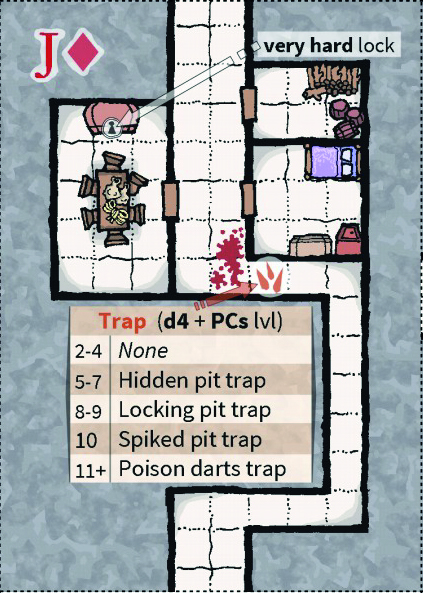 J♦
very hard lock
Trap (d4 + PCs lvl)
2-4 None
5-7 Hidden pit trap
8-9 Locking pit trap
10 Spiked pit trap
11+ Poison darts trap